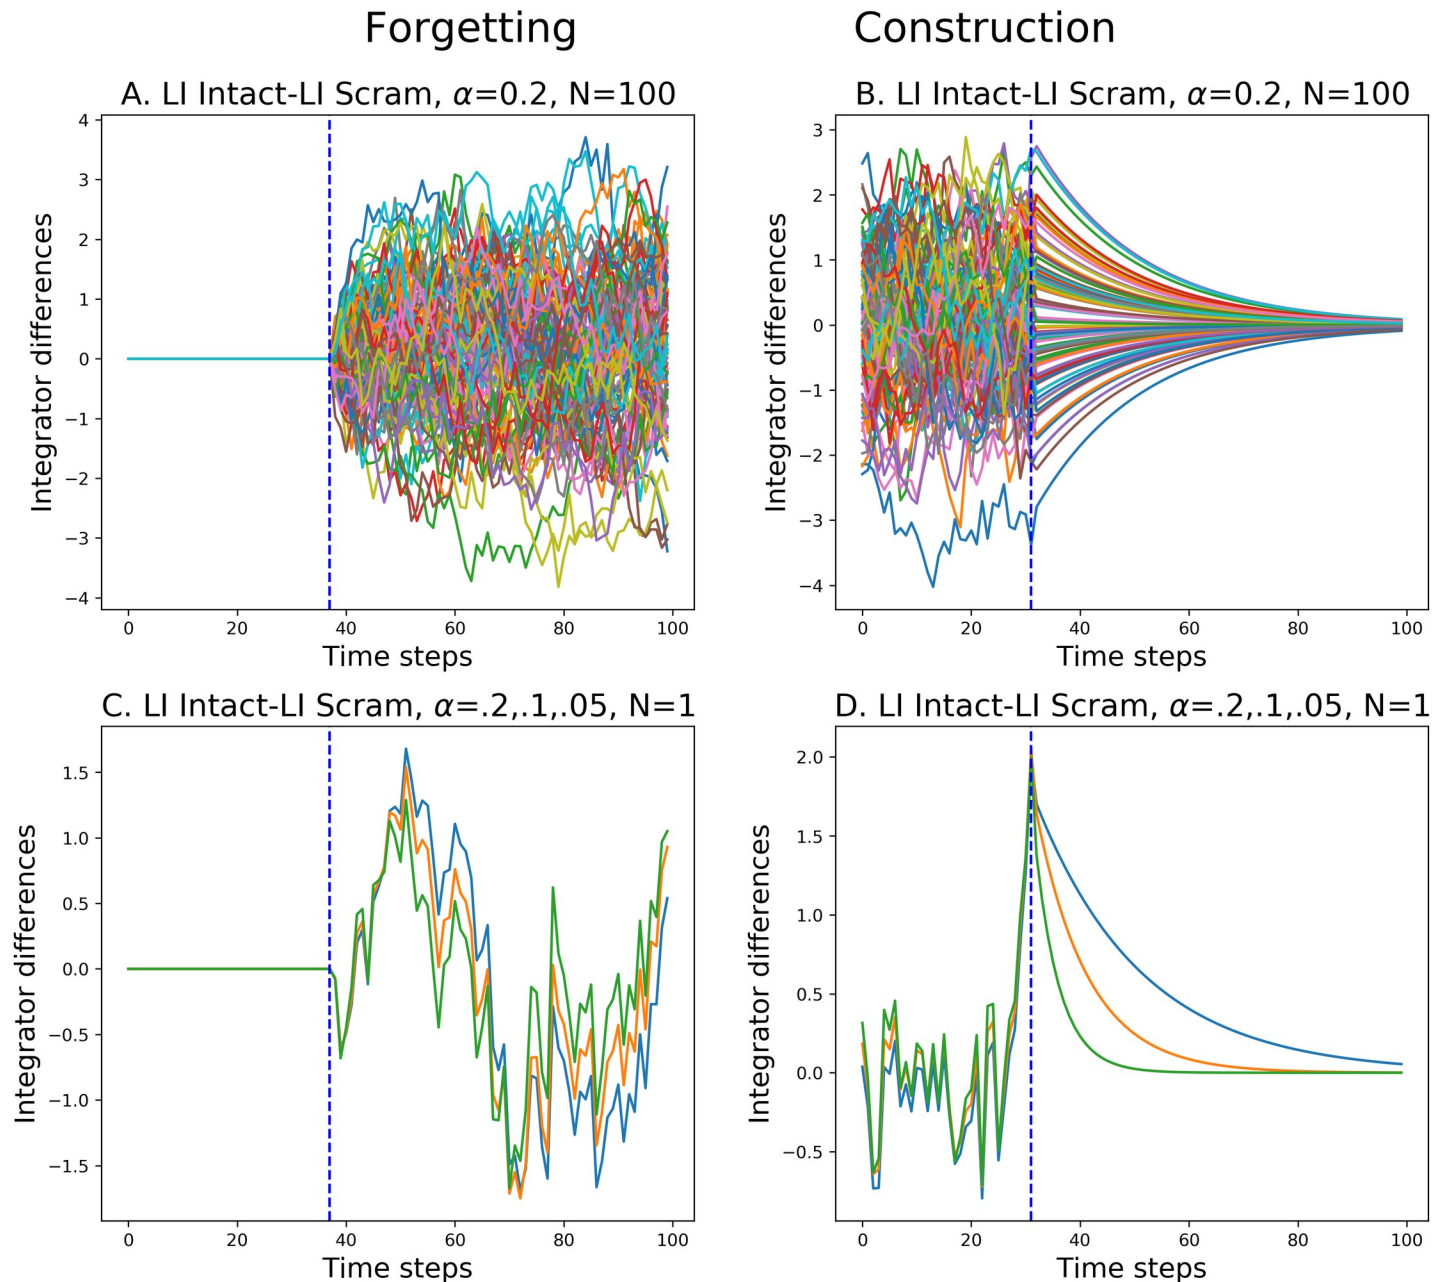 Forgetting
Construction
A. LI Intact-LI Scram, α=0.2, N=100
Integrator differences
4
3
2
1
0
−1
−2
−3
−4
0 20 40 60 80 100
Time steps
B. LI Intact-LI Scram, α=0.2, N=100
Integrator differences
3
2
1
0
−1
−2
−3
−4
0 20 40 60 80 100
Time steps
C. LI Intact-LI Scram, α=.2,.1,.05, N=1
Integrator differences
1.5
1.0
0.5
0.0
−0.5
−1.0
−1.5
0 20 40 60 80 100
Time steps
D. LI Intact-LI Scram, α=.2,.1,.05, N=1
Integrator differences
2.0
1.5
1.0
0.5
0.0
−0.5
0 20 40 60 80 100
Time steps